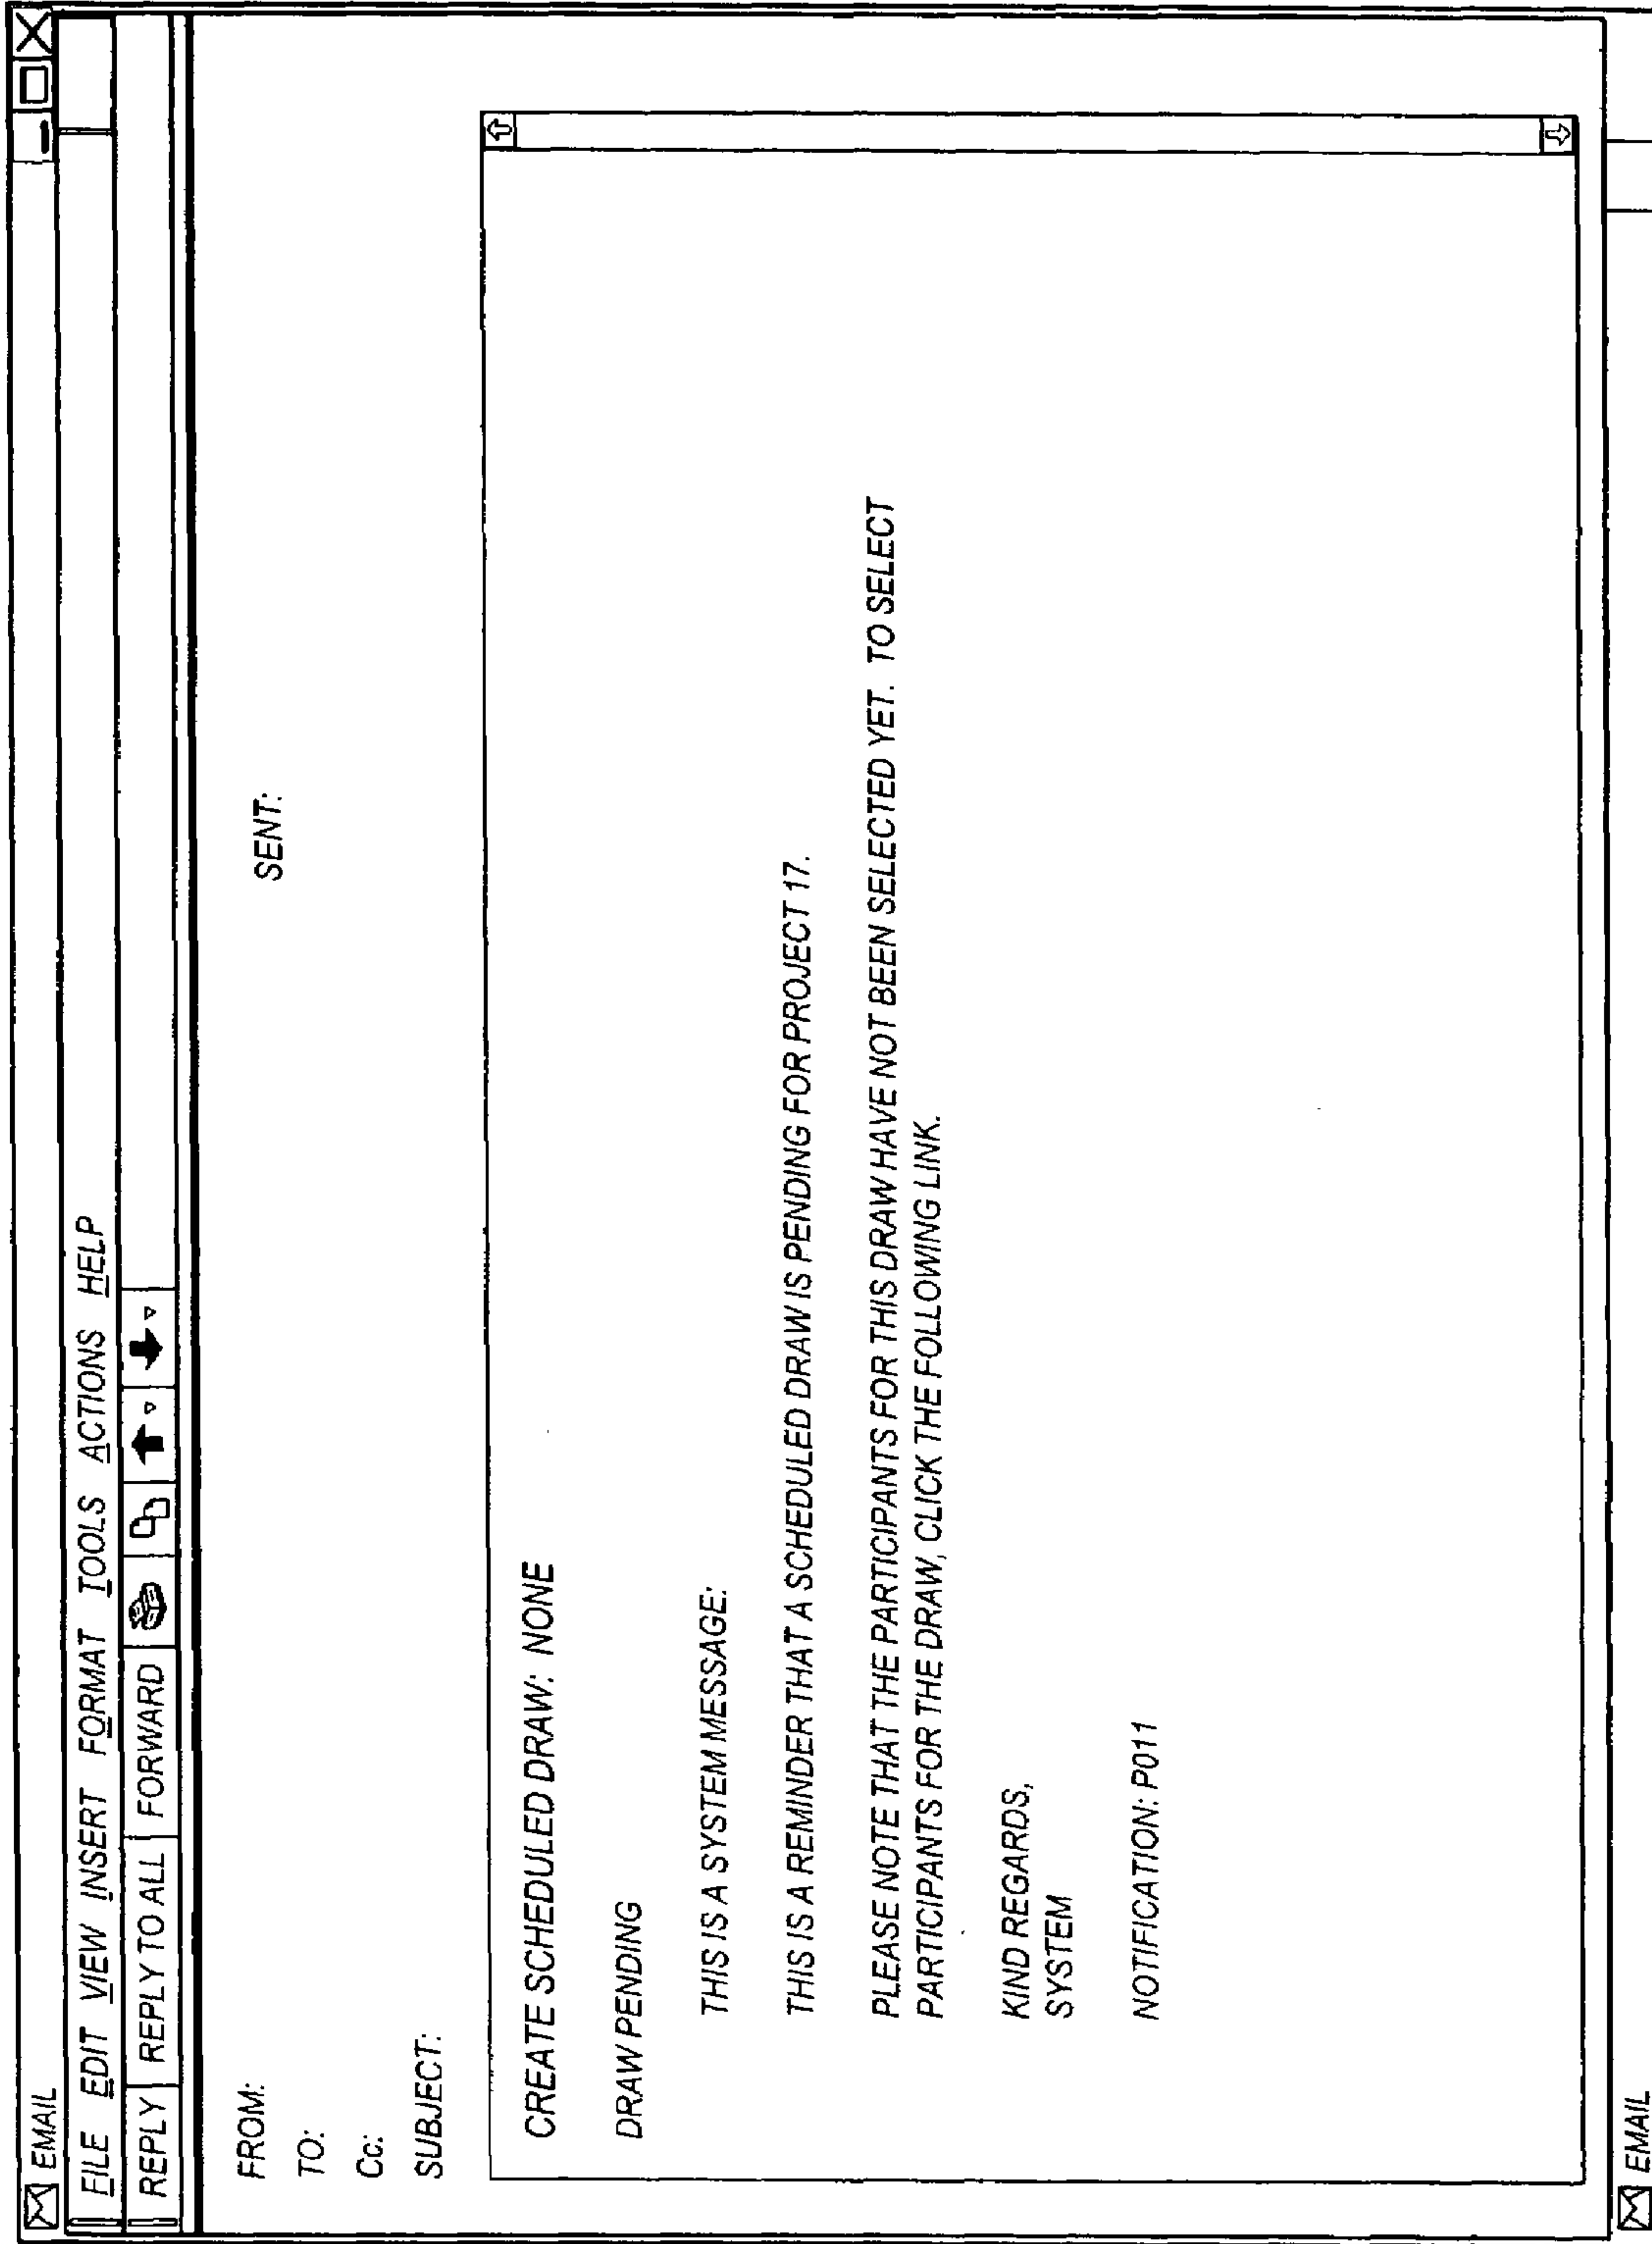 EMAIL
FILE EDIT VIEW INSERT FORMAT TOOLS ACTIONS HELP
REPLY REPLY TO ALL FORWARD
FROM: SENT:
TO:
Cc:
SUBJECT:
CREATE SCHEDULED DRAW: NONE
DRAW PENDING
THIS IS A SYSTEM MESSAGE:
THIS IS A REMINDER THAT A SCHEDULED DRAW IS PENDING FOR PROJECT 17.
PLEASE NOTE THAT THE PARTICIPANTS FOR THIS DRAW HAVE NOT BEEN SELECTED YET. TO SELECT
PARTICIPANTS FOR THE DRAW, CLICK THE FOLLOWING LINK.
KIND REGARDS,
SYSTEM
NOTIFICATION: P011
EMAIL